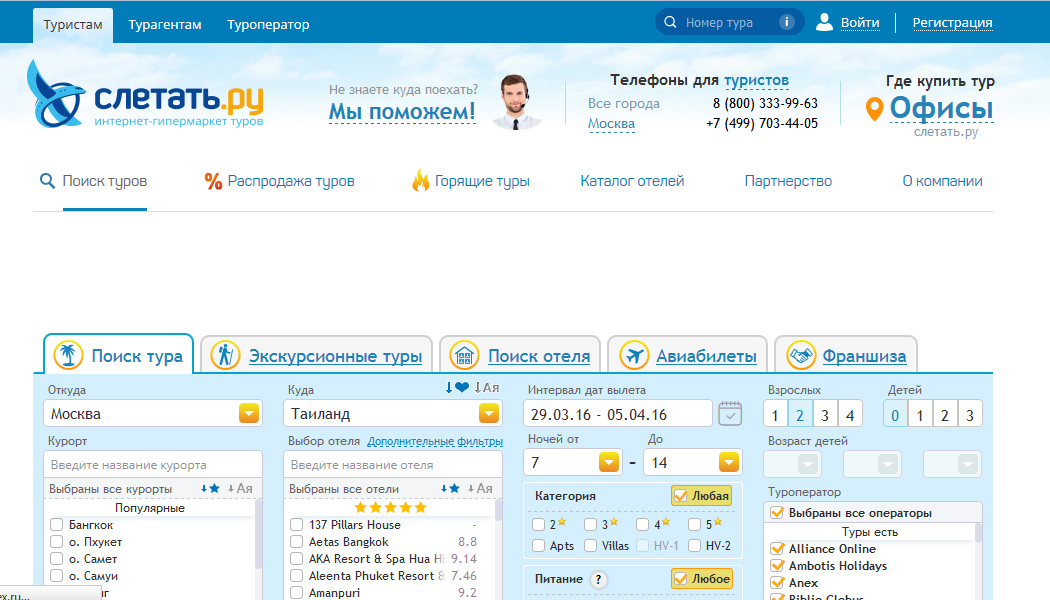 Туристам Турагентам Туроператор Номер тура i Войти Регистрация
слетать.ру
интернет-гипермаркет туров
Не знаете куда поехать?
Мы поможем!
Телефоны для туристов
Все города 8 (800) 333-99-63
Москва +7 (499) 703-44-05
Где купить тур
Офисы
слетать.ру
Поиск туров % Распродажа туров Горящие туры Каталог отелей Партнерство О компании
Поиск тура Экскурсионные туры Поиск отеля Авиабилеты Франшиза
Откуда Куда Ая Интервал дат вылета Взрослых Детей
Москва Таиланд 29.03.16 - 05.04.16 1 2 3 4 0 1 2 3
Курорт Выбор отеля Дополнительные фильтры Ночей от До Возраст детей
Введите название курорта Введите название отеля 7 - 14
Выбраны все курорты Ая Выбраны все отели Ая Категория Любая Туроператор
Популярные Выбраны все операторы
Бангкок 137 Pillars House - 2 3 4 5 Туры есть
о. Пхукет Aetas Bangkok 8.8 Apts Villas HV-1 HV-2 Alliance Online
о. Самет AKA Resort & Spa Hua H 9.14 Ambotis Holidays
о. Самуи Aleenta Phuket Resort & 7.46 Питание ? Любое Anex
Amanpuri 9.2 Biblio Globus